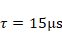 τ = 15μs